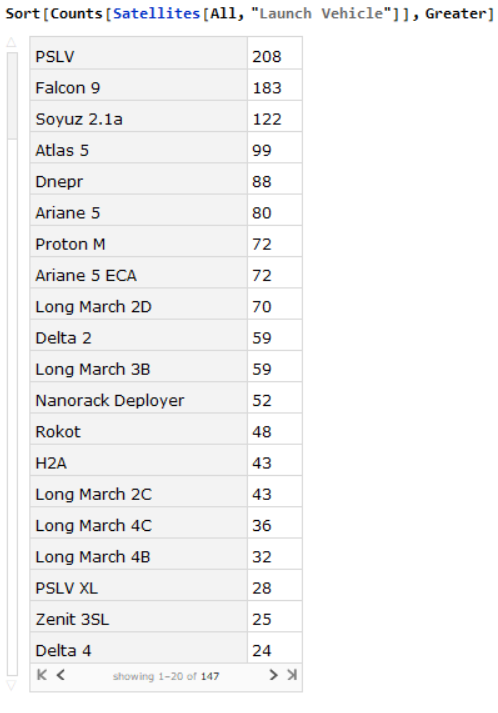 Sort[Counts[Satellites[All, "Launch Vehicle"]], Greater]
PSLV 208
Falcon 9 183
Soyuz 2.1a 122
Atlas 5 99
Dnepr 88
Ariane 5 80
Proton M 72
Ariane 5 ECA 72
Long March 2D 70
Delta 2 59
Long March 3B 59
Nanorack Deployer 52
Rokot 48
H2A 43
Long March 2C 43
Long March 4C 36
Long March 4B 32
PSLV XL 28
Zenit 3SL 25
Delta 4 24
showing 1–20 of 147